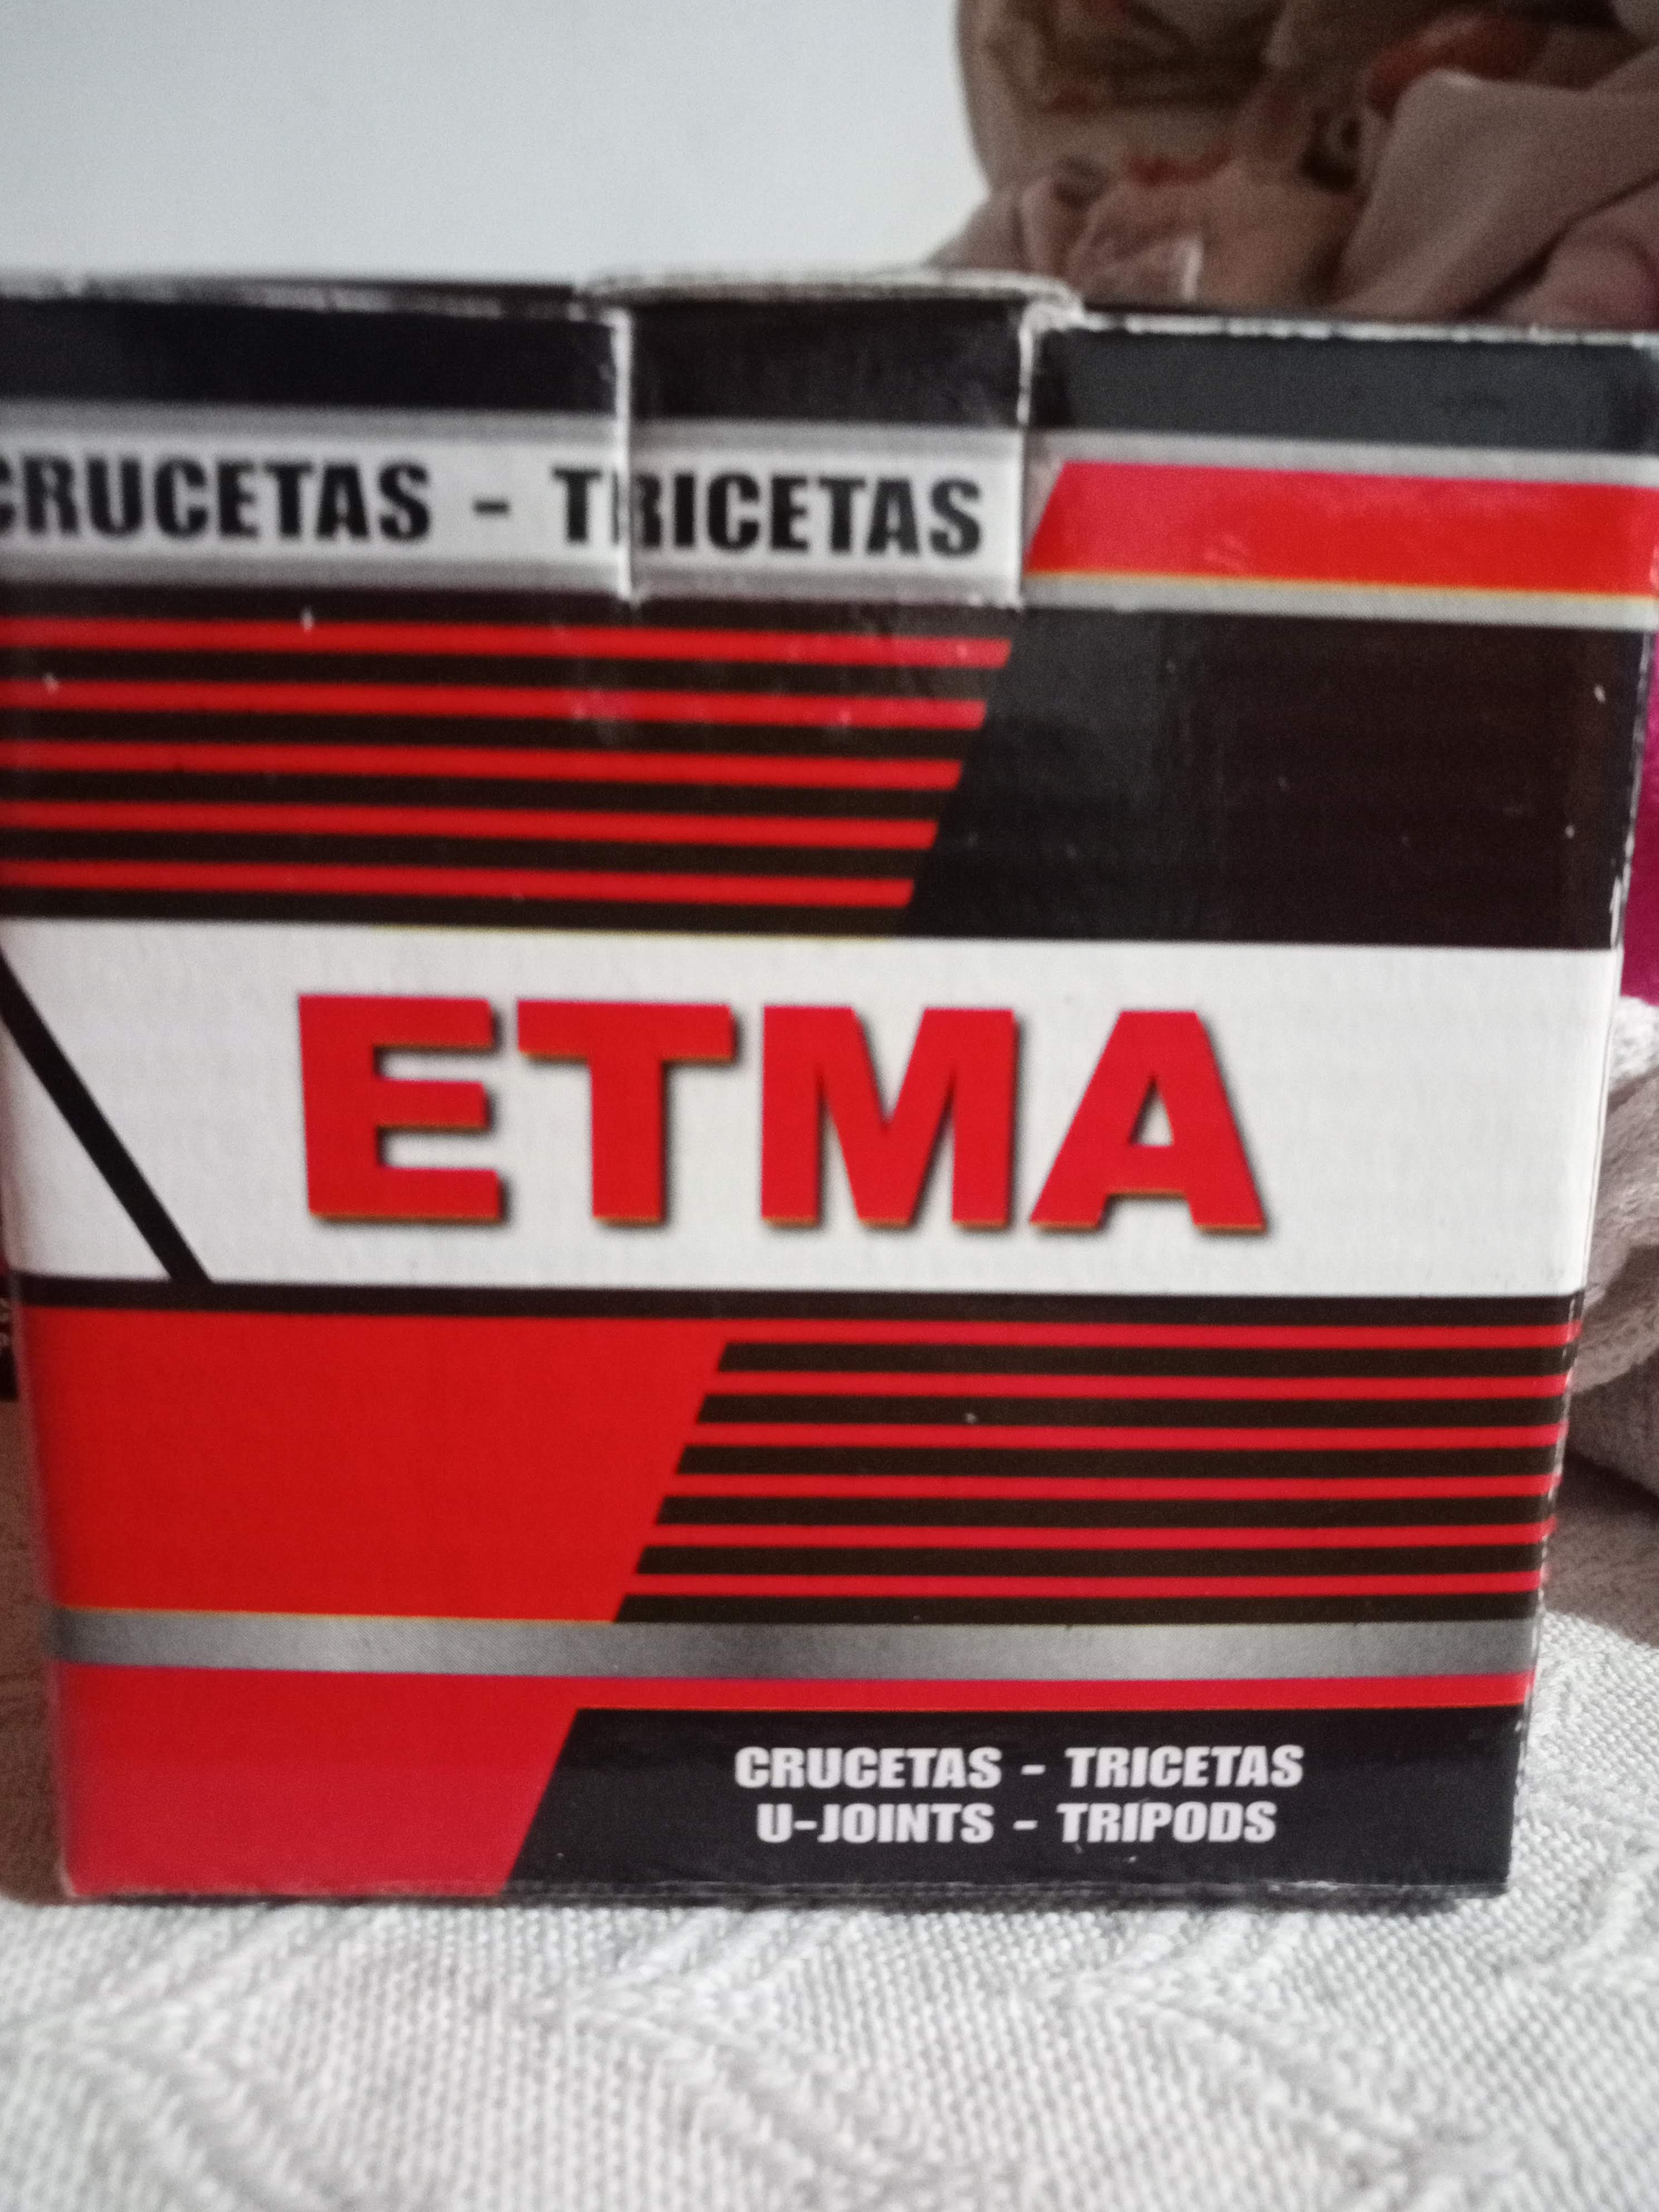 CRUCETAS - TRICETAS
ETMA
CRUCETAS - TRICETAS
U-JOINTS - TRIPODS